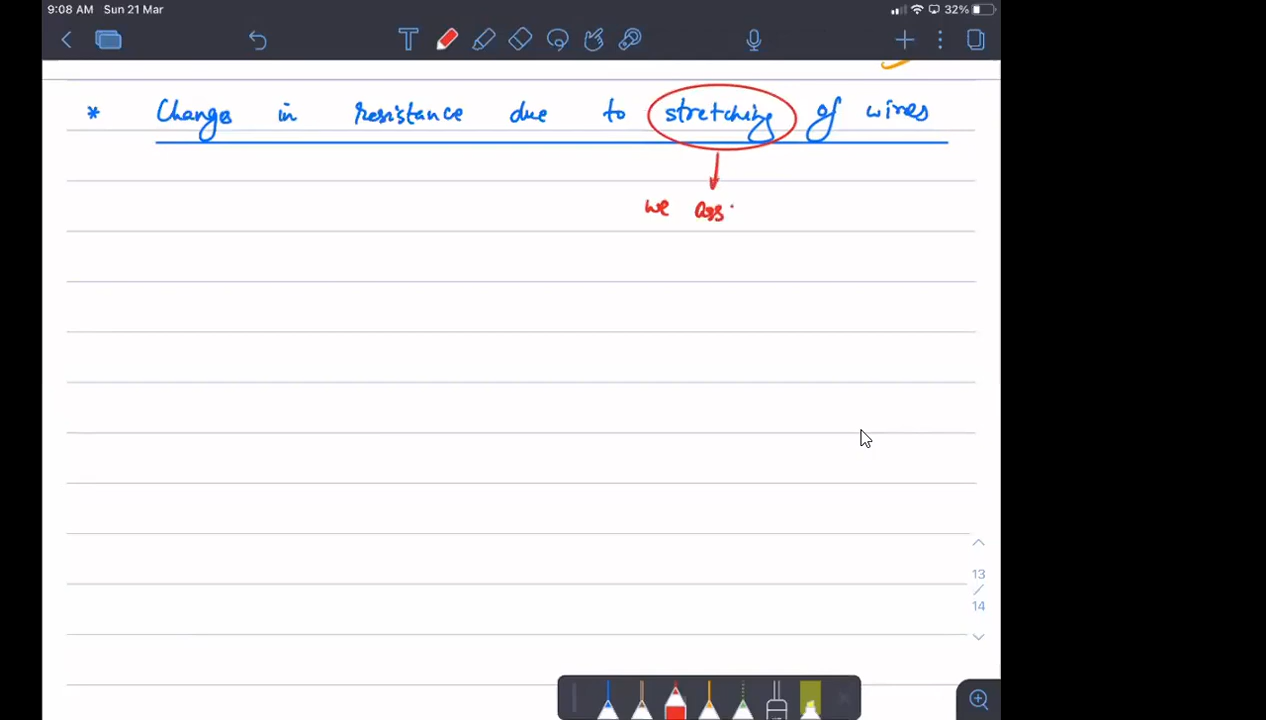 9:08 AM Sun 21 Mar
32%
T
* Change in resistance due to stretching of wires
we ass
13
/
14